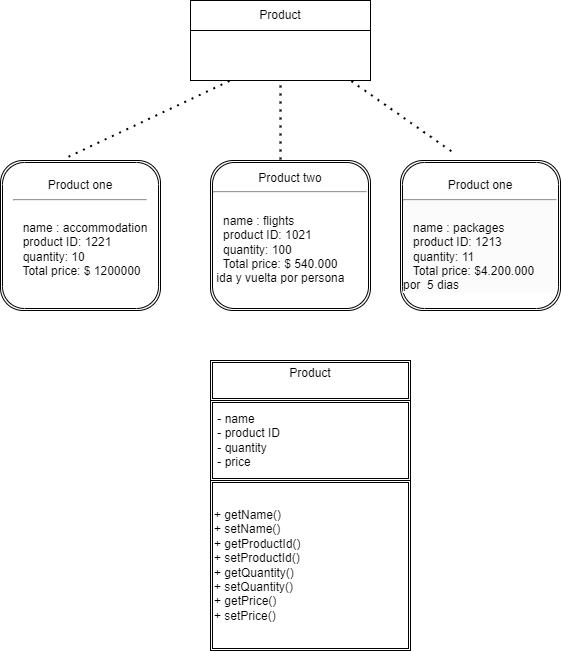 Product
Product one
name : accommodation
product ID: 1221
quantity: 10
Total price: $ 1200000
Product two
name : flights
product ID: 1021
quantity: 100
Total price: $ 540.000
ida y vuelta por persona
Product one
name : packages
product ID: 1213
quantity: 11
Total price: $4.200.000
por 5 dias
Product
- name
- product ID
- quantity
- price
+ getName()
+ setName()
+ getProductId()
+ setProductId()
+ getQuantity()
+ setQuantity()
+ getPrice()
+ setPrice()